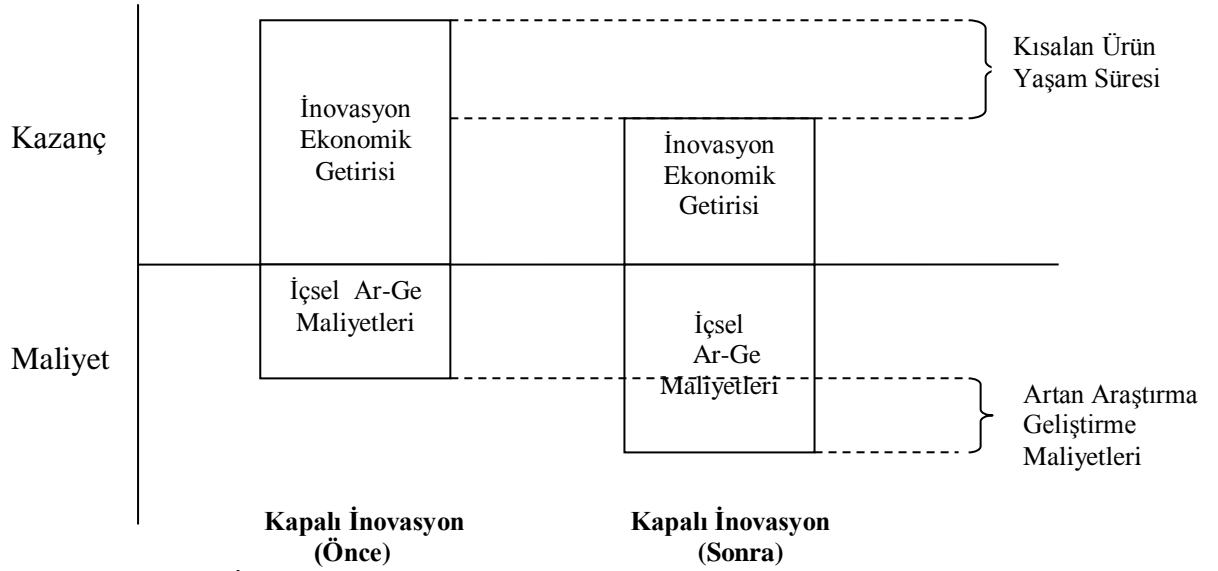 Kısalan Ürün
Yaşam Süresi
Kazanç
İnovasyon
Ekonomik
Getirisi
İnovasyon
Ekonomik
Getirisi
İçsel Ar-Ge
Maliyetleri
İçsel
Ar-Ge
Maliyetleri
Maliyet
Artan Araştırma
Geliştirme
Maliyetleri
Kapalı İnovasyon
(Önce)
Kapalı İnovasyon
(Sonra)